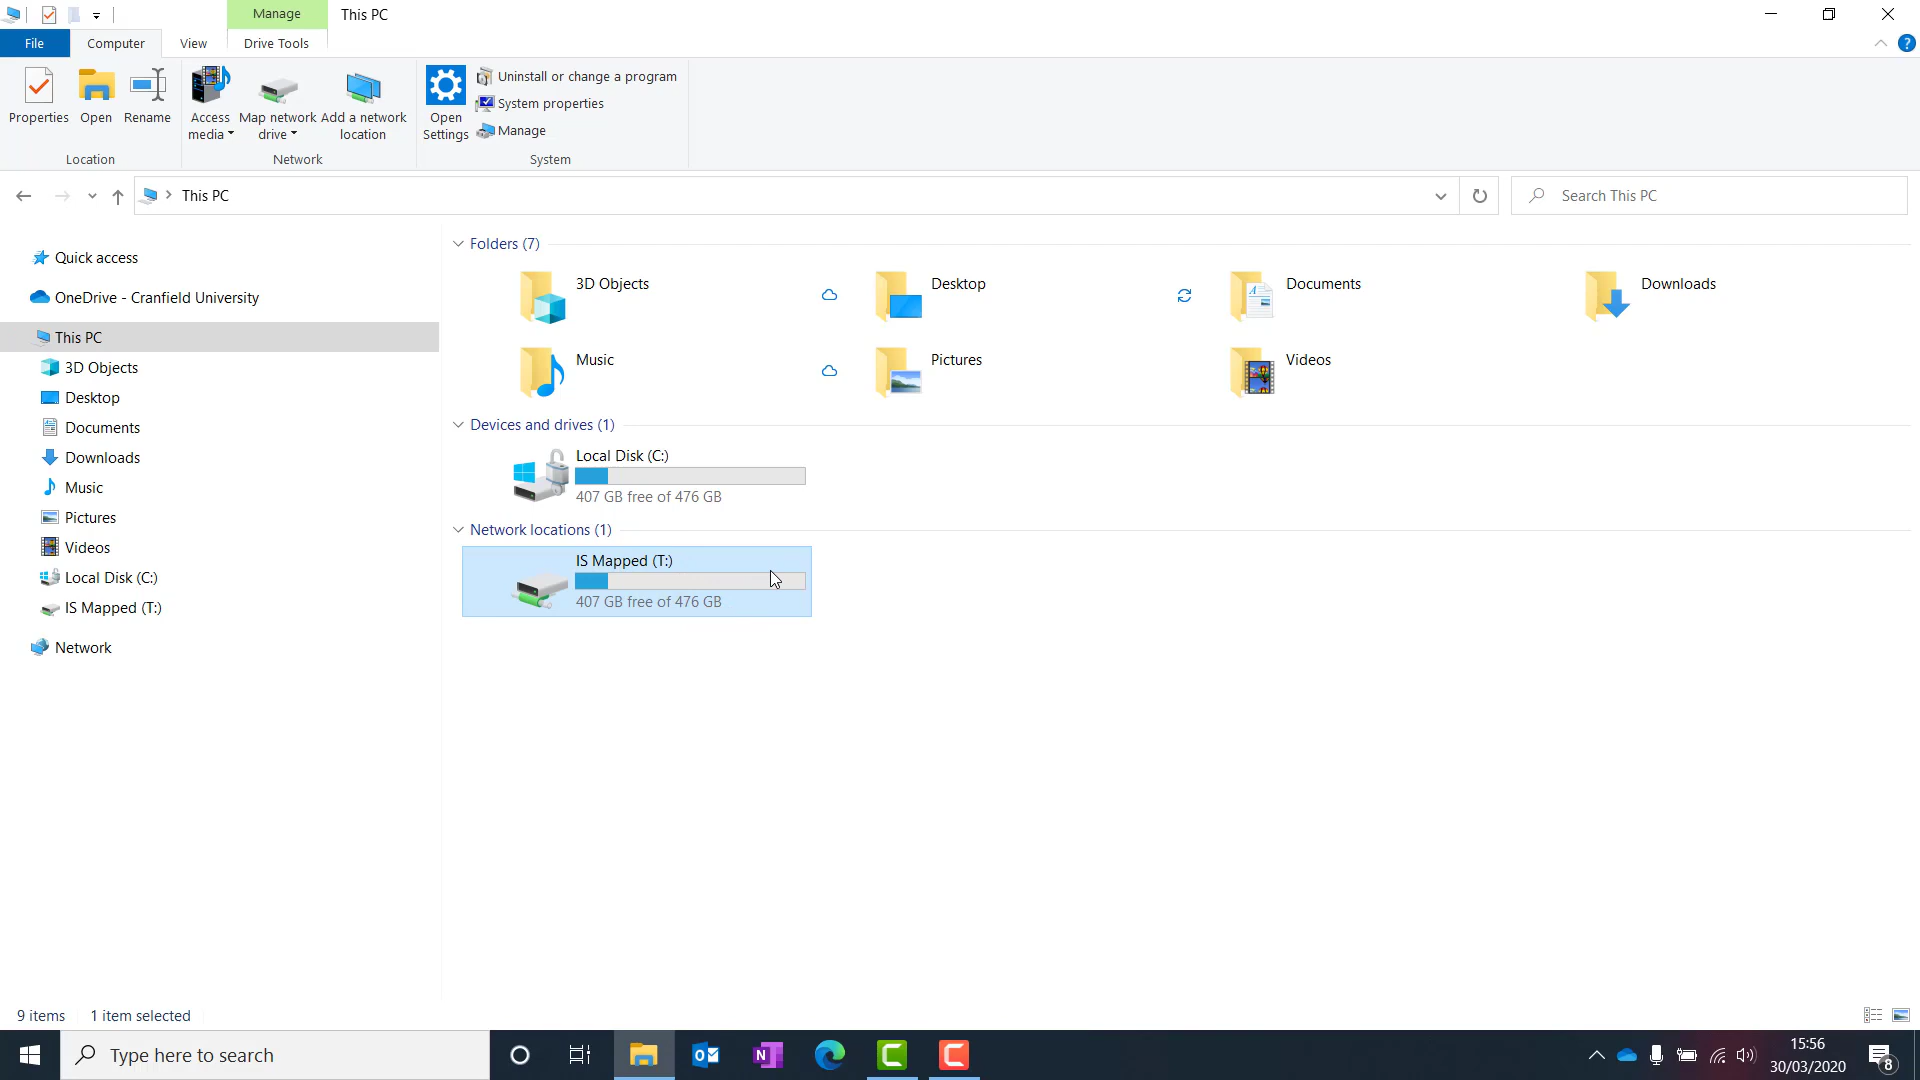 Manage
This PC
File
Computer
View
Drive Tools
Properties
Open
Rename
Access media
Map network drive
Add a network location
Open Settings
Uninstall or change a program
System properties
Manage
Location
Network
System
This PC
Search This PC
Quick access
OneDrive - Cranfield University
This PC
3D Objects
Desktop
Documents
Downloads
Music
Pictures
Videos
Local Disk (C:)
IS Mapped (T:)
Network
Folders (7)
3D Objects
Desktop
Documents
Downloads
Music
Pictures
Videos
Devices and drives (1)
Local Disk (C:)
407 GB free of 476 GB
Network locations (1)
IS Mapped (T:)
407 GB free of 476 GB
9 items
1 item selected
Type here to search
15:56
30/03/2020
8